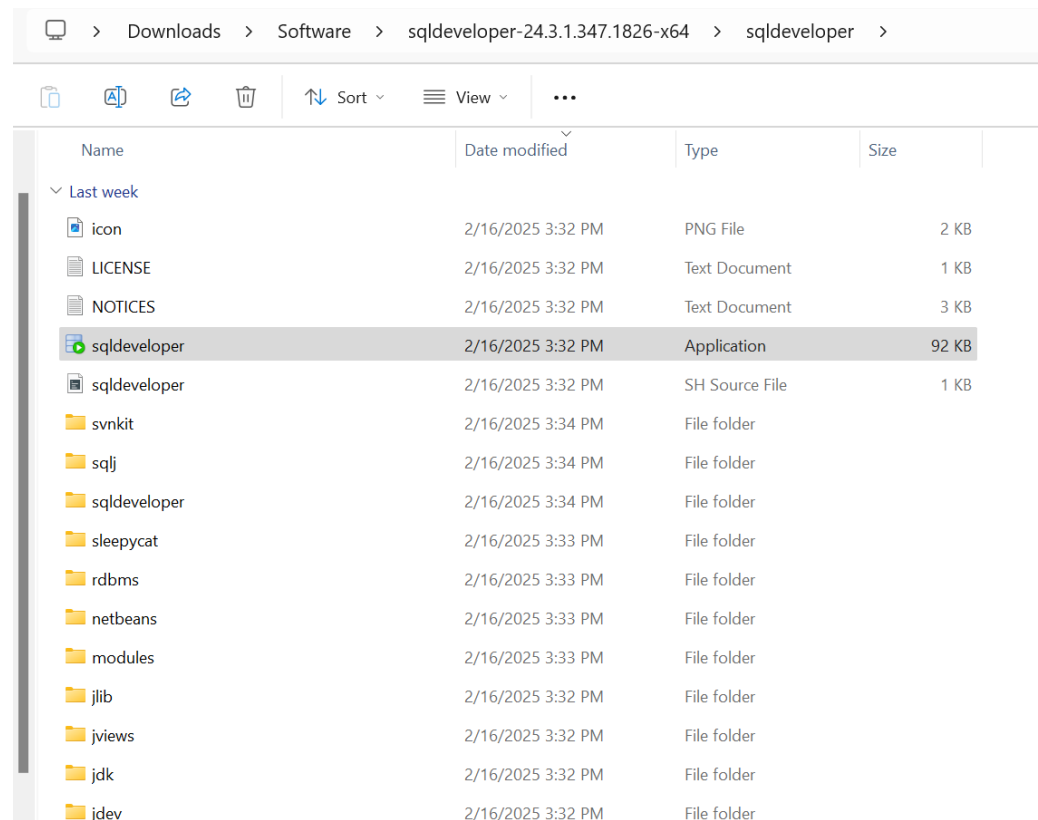 Downloads > Software > sqldeveloper-24.3.1.347.1826-x64 > sqldeveloper >
Sort View
Name Date modified Type Size
Last week
icon 2/16/2025 3:32 PM PNG File 2 KB
LICENSE 2/16/2025 3:32 PM Text Document 1 KB
NOTICES 2/16/2025 3:32 PM Text Document 3 KB
sqldeveloper 2/16/2025 3:32 PM Application 92 KB
sqldeveloper 2/16/2025 3:32 PM SH Source File 1 KB
svnkit 2/16/2025 3:34 PM File folder
sqlj 2/16/2025 3:34 PM File folder
sqldeveloper 2/16/2025 3:34 PM File folder
sleepycat 2/16/2025 3:33 PM File folder
rdbms 2/16/2025 3:33 PM File folder
netbeans 2/16/2025 3:33 PM File folder
modules 2/16/2025 3:33 PM File folder
jlib 2/16/2025 3:32 PM File folder
jviews 2/16/2025 3:32 PM File folder
jdk 2/16/2025 3:32 PM File folder
jdev 2/16/2025 3:32 PM File folder